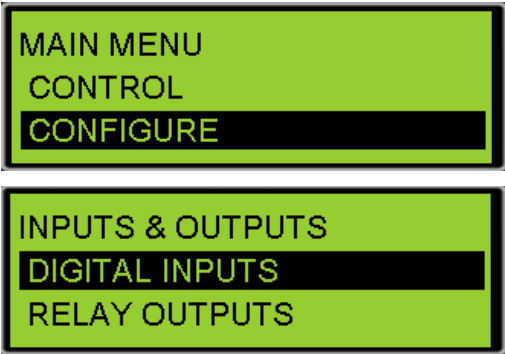 MAIN MENU
CONTROL
CONFIGURE
INPUTS & OUTPUTS
DIGITAL INPUTS
RELAY OUTPUTS